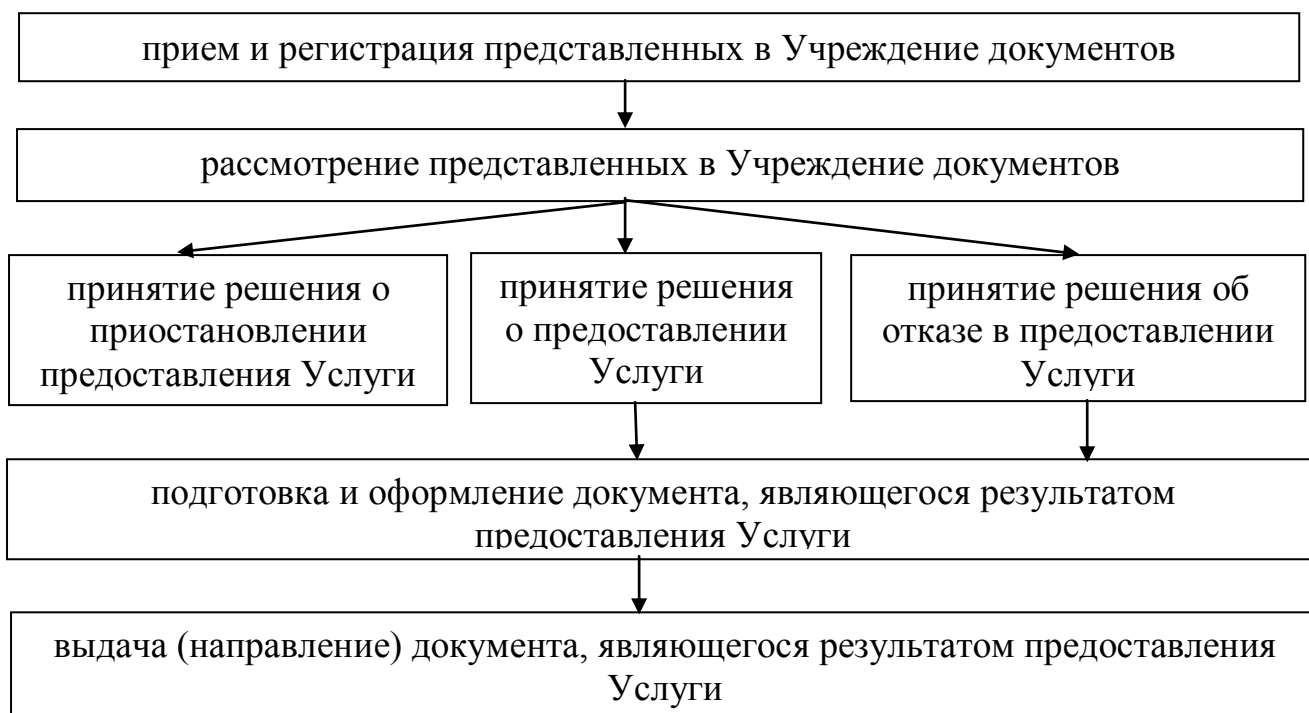 прием и регистрация представленных в Учреждение документов
рассмотрение представленных в Учреждение документов
принятие решения о
приостановлении
предоставления Услуги
принятие решения
о предоставлении
Услуги
принятие решения об
отказе в предоставлении
Услуги
подготовка и оформление документа, являющегося результатом
предоставления Услуги
выдача (направление) документа, являющегося результатом предоставления
Услуги